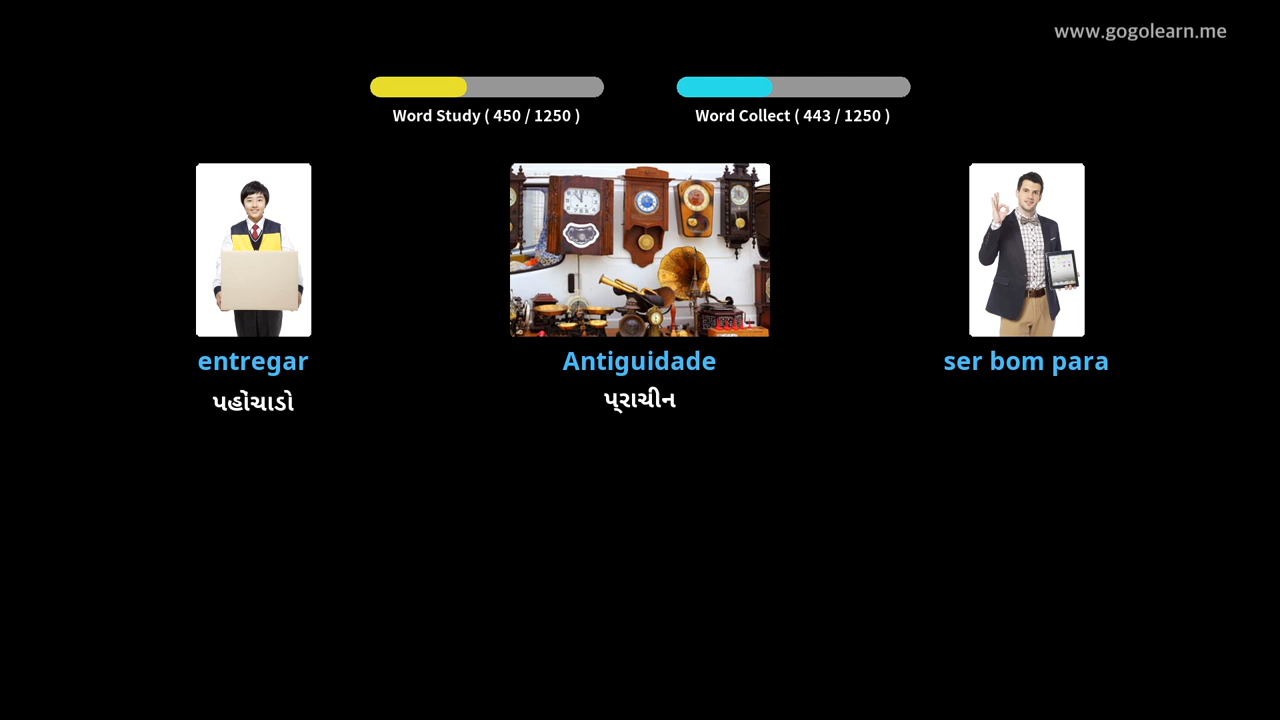 www.gogolearn.me
Word Study ( 450 / 1250 )
Word Collect ( 443 / 1250 )
entregar
Antiguidade
ser bom para
પહોંચાડો
પ્રાચીન